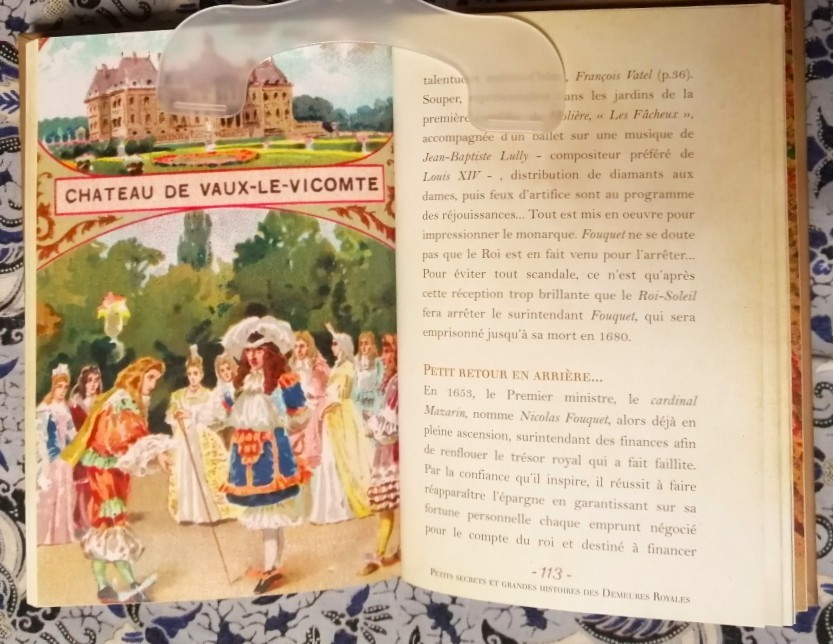 CHATEAU DE VAUX-LE-VICOMTE
François Vatel (p.36).
Souper, dans les jardins de la
première Molière, « Les Fâcheux »,
accompagnée d'un ballet sur une musique de
Jean-Baptiste Lully - compositeur préféré de
Louis XIV - , distribution de diamants aux
dames, puis feux d'artifice sont au programme
des réjouissances... Tout est mis en oeuvre pour
impressionner le monarque. Fouquet ne se doute
pas que le Roi est en fait venu pour l'arrêter...
Pour éviter tout scandale, ce n'est qu'après
cette réception trop brillante que le Roi-Soleil
fera arrêter le surintendant Fouquet, qui sera
emprisonné jusqu'à sa mort en 1680.
PETIT RETOUR EN ARRIÈRE...
En 1653, le Premier ministre, le cardinal
Mazarin, nomme Nicolas Fouquet, alors déjà en
pleine ascension, surintendant des finances afin
de renflouer le trésor royal qui a fait faillite.
Par la confiance qu'il inspire, il réussit à faire
réapparaître l'épargne en garantissant sur sa
fortune personnelle chaque emprunt négocié
pour le compte du roi et destiné à financer
- 113 -
PETITS SECRETS ET GRANDES HISTOIRES DES DEMEURES ROYALES